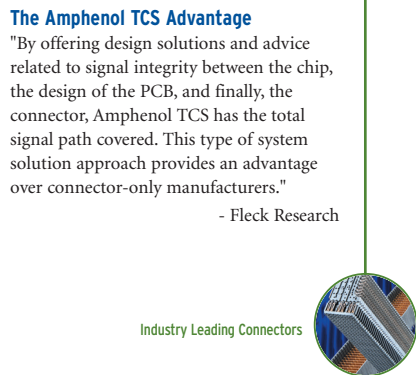 The Amphenol TCS Advantage
"By offering design solutions and advice
related to signal integrity between the chip,
the design of the PCB, and finally, the
connector, Amphenol TCS has the total
signal path covered. This type of system
solution approach provides an advantage
over connector-only manufacturers."
- Fleck Research
Industry Leading Connectors